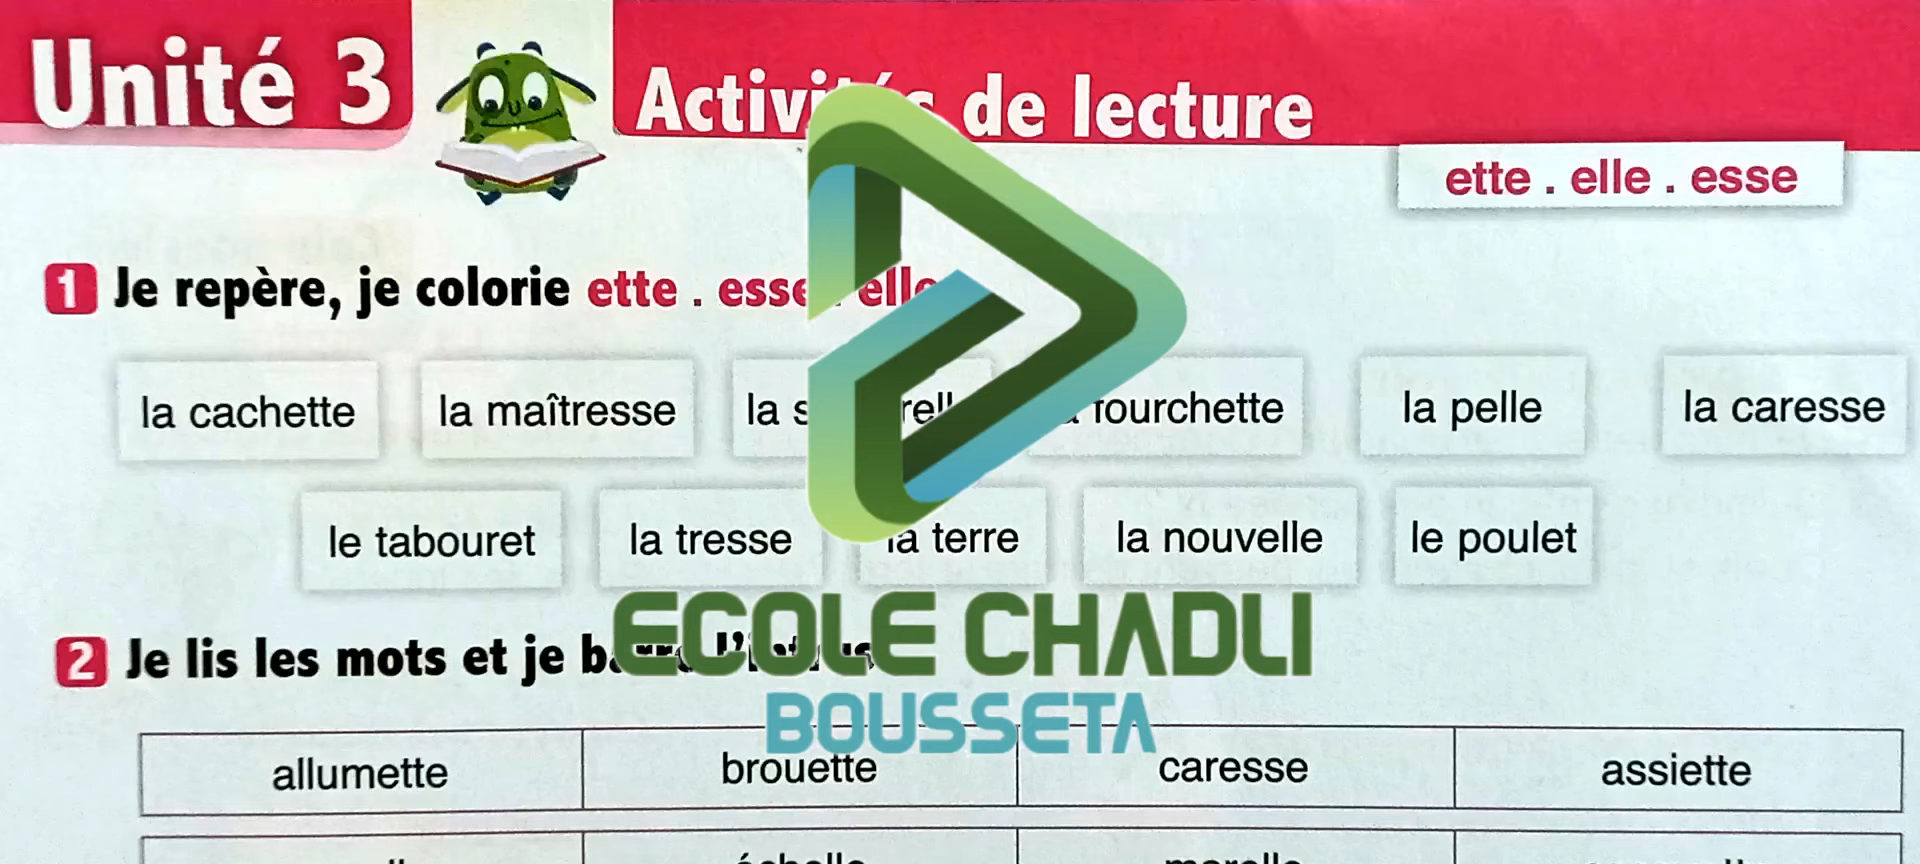 Unité 3
de lecture
ette . elle . esse
1 Je repère, je colorie ette .
la cachette la maîtresse la fourchette la pelle la caresse
le tabouret la tresse la terre la nouvelle le poulet
ECOLE CHADLI
2 Je lis les mots et je
BOUSSETA
allumette brouette caresse assiette